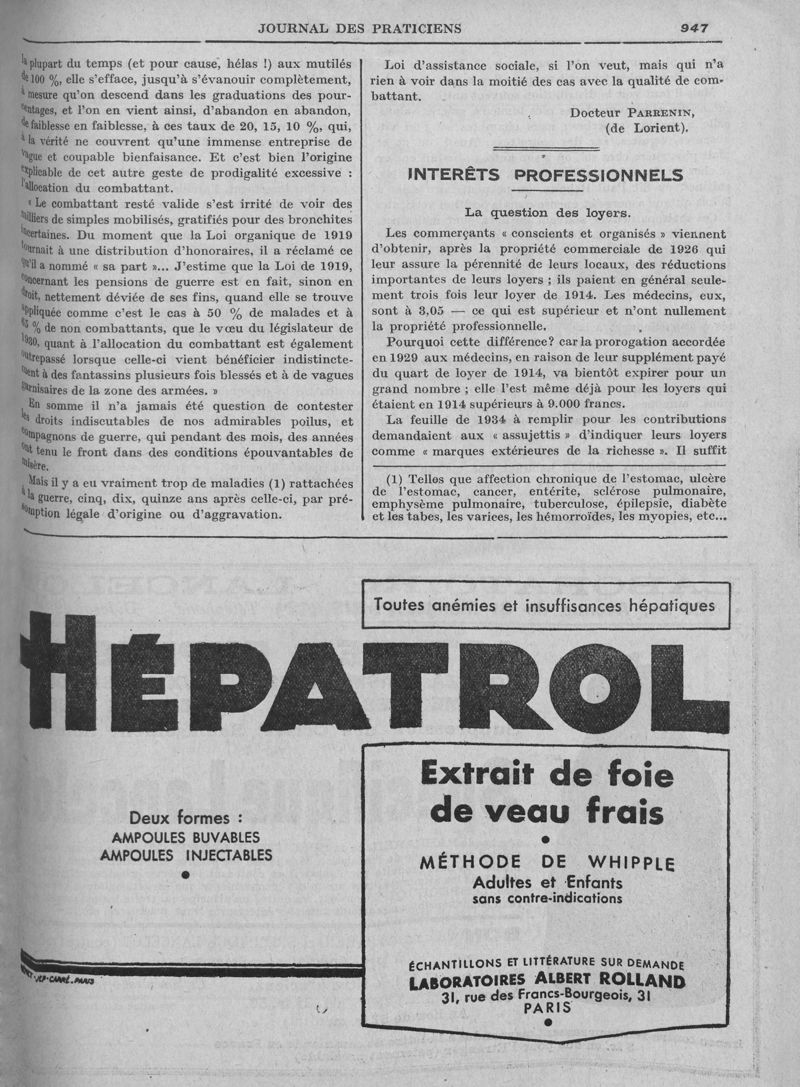 JOURNAL DES PRATICIENS 947
la plupart du temps (et pour cause, hélas !) aux mutilés
de 100 %, elle s'efface, jusqu'à s'évanouir complètement,
à mesure qu'on descend dans les graduations des pour-
centages, et l'on en vient ainsi, d'abandon en abandon,
de faiblesse en faiblesse, à ces taux de 20, 15, 10 %, qui,
à la vérité ne couvrent qu'une immense entreprise de
vague et coupable bienfaisance. Et c'est bien l'origine
explicable de cet autre geste de prodigalité excessive :
l'allocation du combattant.
« Le combattant resté valide s'est irrité de voir des
milliers de simples mobilisés, gratifiés pour des bronchites
incertaines. Du moment que la Loi organique de 1919
tournait à une distribution d'honoraires, il a réclamé ce
qu'il a nommé « sa part »... J'estime que la Loi de 1919,
concernant les pensions de guerre est en fait, sinon en
droit, nettement déviée de ses fins, quand elle se trouve
appliquée comme c'est le cas à 50 % de malades et à
% de non combattants, que le vœu du législateur de
1930, quant à l'allocation du combattant est également
outrepassé lorsque celle-ci vient bénéficier indistincte-
ment à des fantassins plusieurs fois blessés et à de vagues
garnisaires de la zone des armées. »
En somme il n'a jamais été question de contester
les droits indiscutables de nos admirables poilus, et
compagnons de guerre, qui pendant des mois, des années
ont tenu le front dans des conditions épouvantables de
misère.
Mais il y a eu vraiment trop de maladies (1) rattachées
à la guerre, cinq, dix, quinze ans après celle-ci, par pré-
somption légale d'origine ou d'aggravation.
Loi d'assistance sociale, si l'on veut, mais qui n'a
rien à voir dans la moitié des cas avec la qualité de com-
battant.
Docteur PARRENIN,
(de Lorient).
INTERÊTS PROFESSIONNELS
La question des loyers.
Les commerçants « conscients et organisés » viennent
d'obtenir, après la propriété commerciale de 1926 qui
leur assure la pérennité de leurs locaux, des réductions
importantes de leurs loyers ; ils paient en général seule-
ment trois fois leur loyer de 1914. Les médecins, eux,
sont à 3,05 — ce qui est supérieur et n'ont nullement
la propriété professionnelle.
Pourquoi cette différence? car la prorogation accordée
en 1929 aux médecins, en raison de leur supplément payé
du quart de loyer de 1914, va bientôt expirer pour un
grand nombre ; elle l'est même déjà pour les loyers qui
étaient en 1914 supérieurs à 9.000 francs.
La feuille de 1934 à remplir pour les contributions
demandaient aux « assujettis » d'indiquer leurs loyers
comme « marques extérieures de la richesse ». Il suffit
(1) Telles que affection chronique de l'estomac, ulcère
de l'estomac, cancer, entérite, sclérose pulmonaire,
emphysème pulmonaire, tuberculose, épilepsie, diabète
et les tabes, les varices, les hémorroïdes, les myopies, etc...
Toutes anémies et insuffisances hépatiques
HÉPATROL
Deux formes :
AMPOULES BUVABLES
AMPOULES INJECTABLES
Extrait de foie
de veau frais
MÉTHODE DE WHIPPLE
Adultes et Enfants
sans contre-indications
ÉCHANTILLONS ET LITTÉRATURE SUR DEMANDE
LABORATOIRES ALBERT ROLLAND
31, rue des Francs-Bourgeois, 31
PARIS
CARRÉ. PARIS